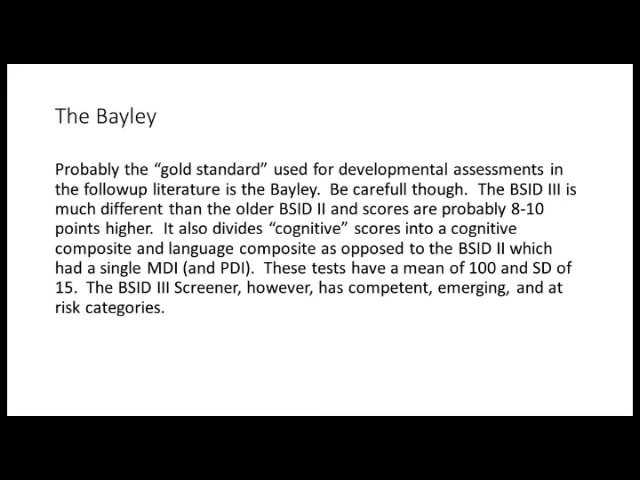 The Bayley
Probably the “gold standard” used for developmental assessments in
the followup literature is the Bayley.  Be carefull though.  The BSID III is
much different than the older BSID II and scores are probably 8-10
points higher.  It also divides “cognitive” scores into a cognitive
composite and language composite as opposed to the BSID II which
had a single MDI (and PDI).  These tests have a mean of 100 and SD of
15.  The BSID III Screener, however, has competent, emerging, and at
risk categories.